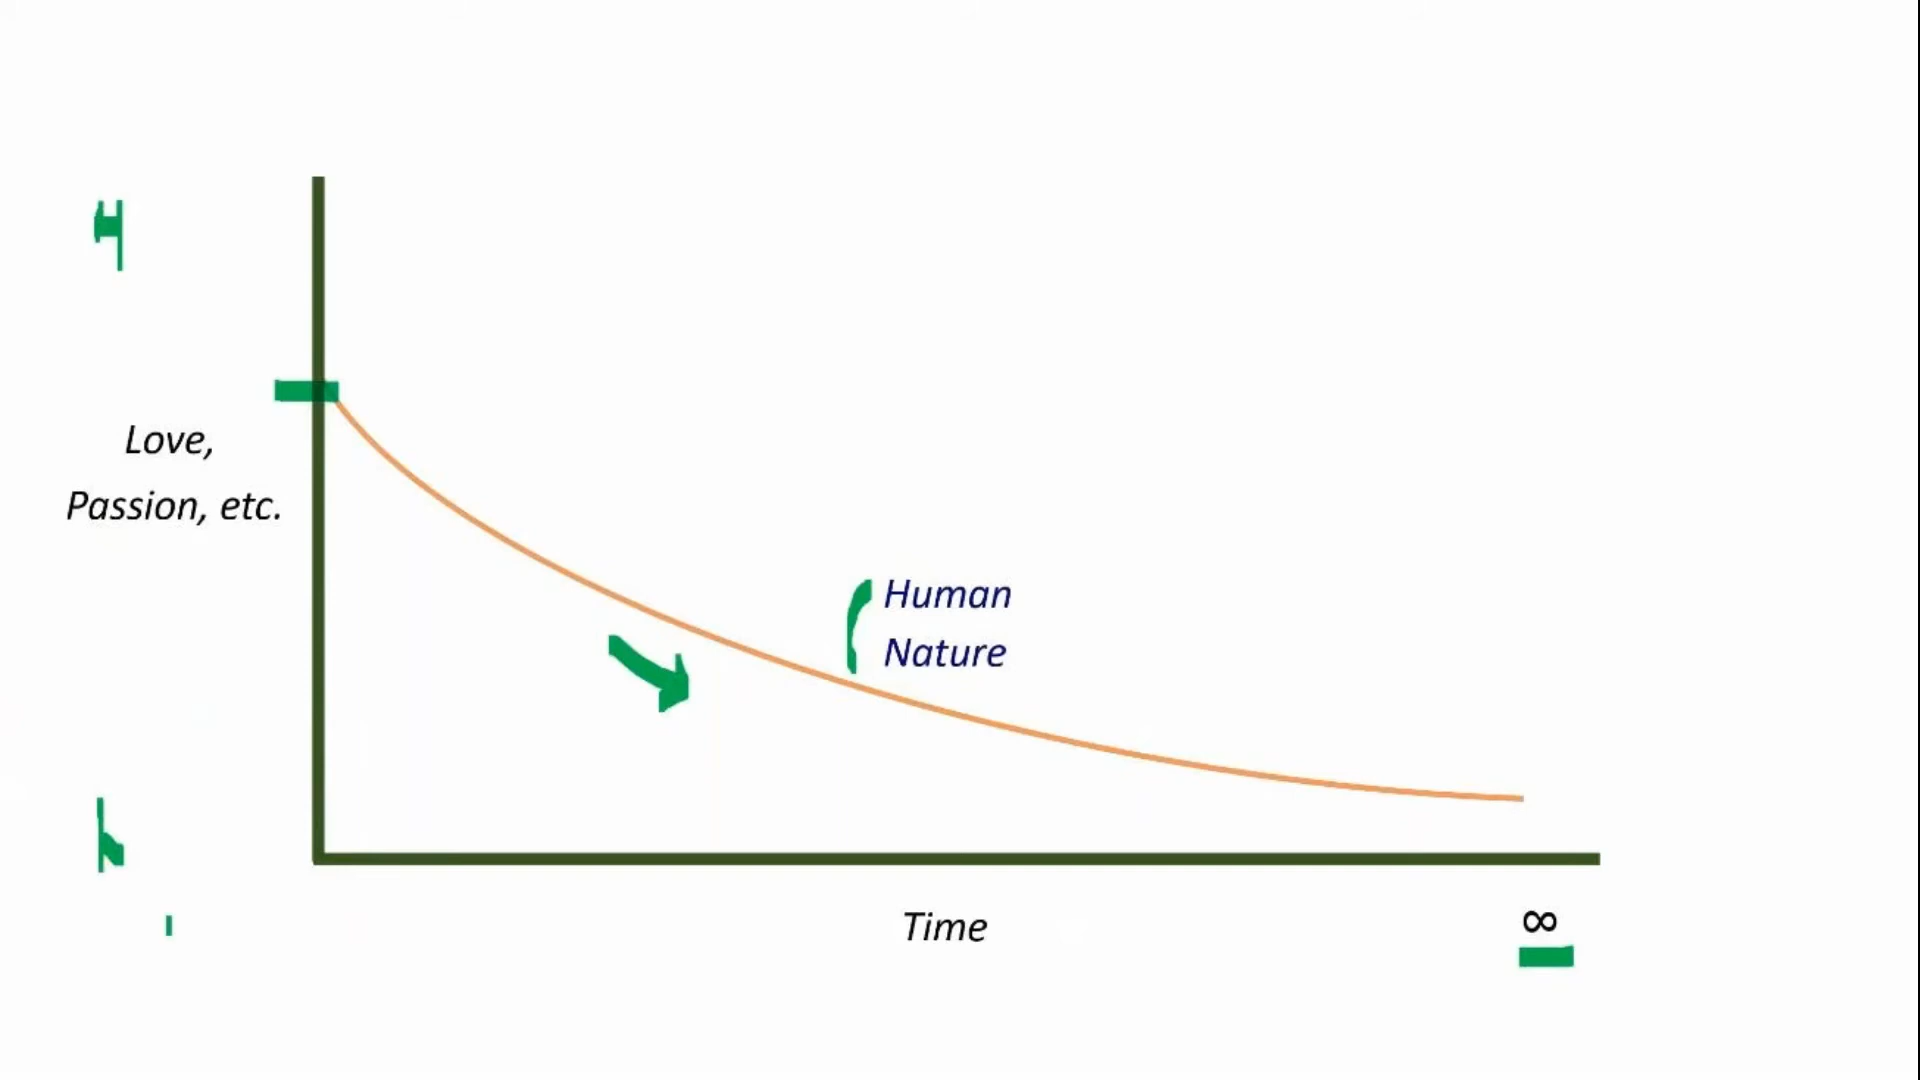 Love,
Passion, etc.
Human
Nature
Time
∞